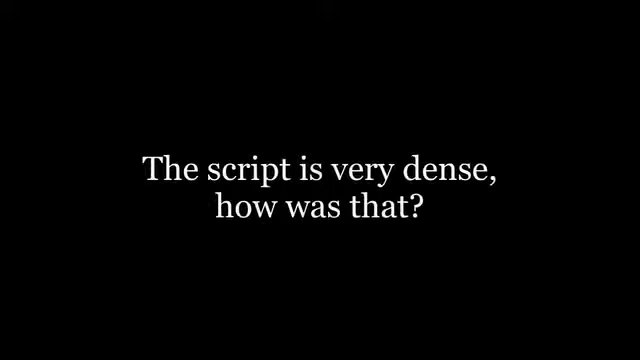 The script is very dense,
how was that?